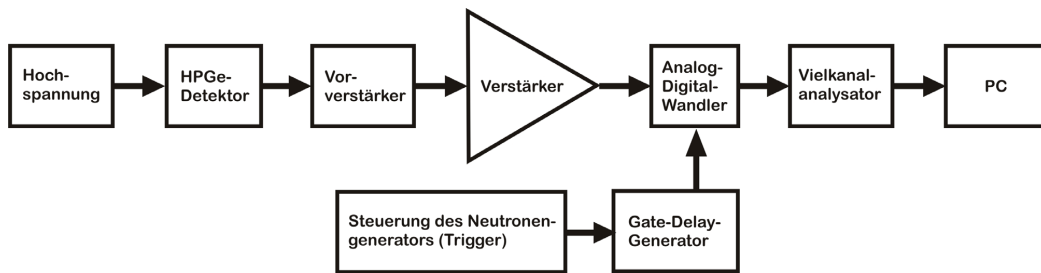 Hoch-
spannung
HPGe-
Detektor
Vor-
verstärker
Verstärker
Analog-
Digital-
Wandler
Vielkanal-
analysator
PC
Steuerung des Neutronen-
generators (Trigger)
Gate-Delay-
Generator